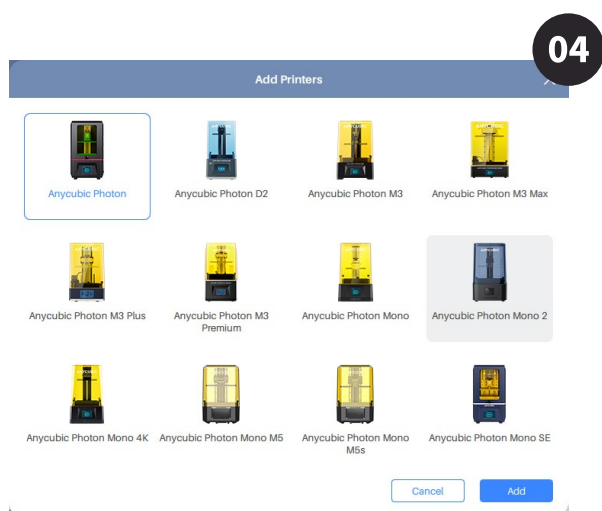 04
Add Printers
Anycubic Photon
Anycubic Photon D2
Anycubic Photon M3
Anycubic Photon M3 Max
Anycubic Photon M3 Plus
Anycubic Photon M3
Premium
Anycubic Photon Mono
Anycubic Photon Mono 2
Anycubic Photon Mono 4K
Anycubic Photon Mono M5
Anycubic Photon Mono
M5s
Anycubic Photon Mono SE
Cancel
Add